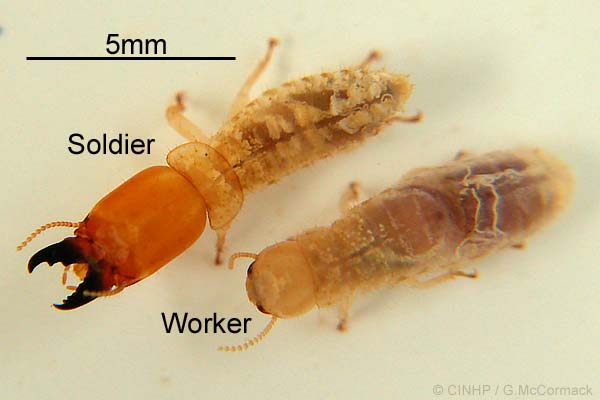 5mm
Soldier
Worker
© CINHP / G.McCormack